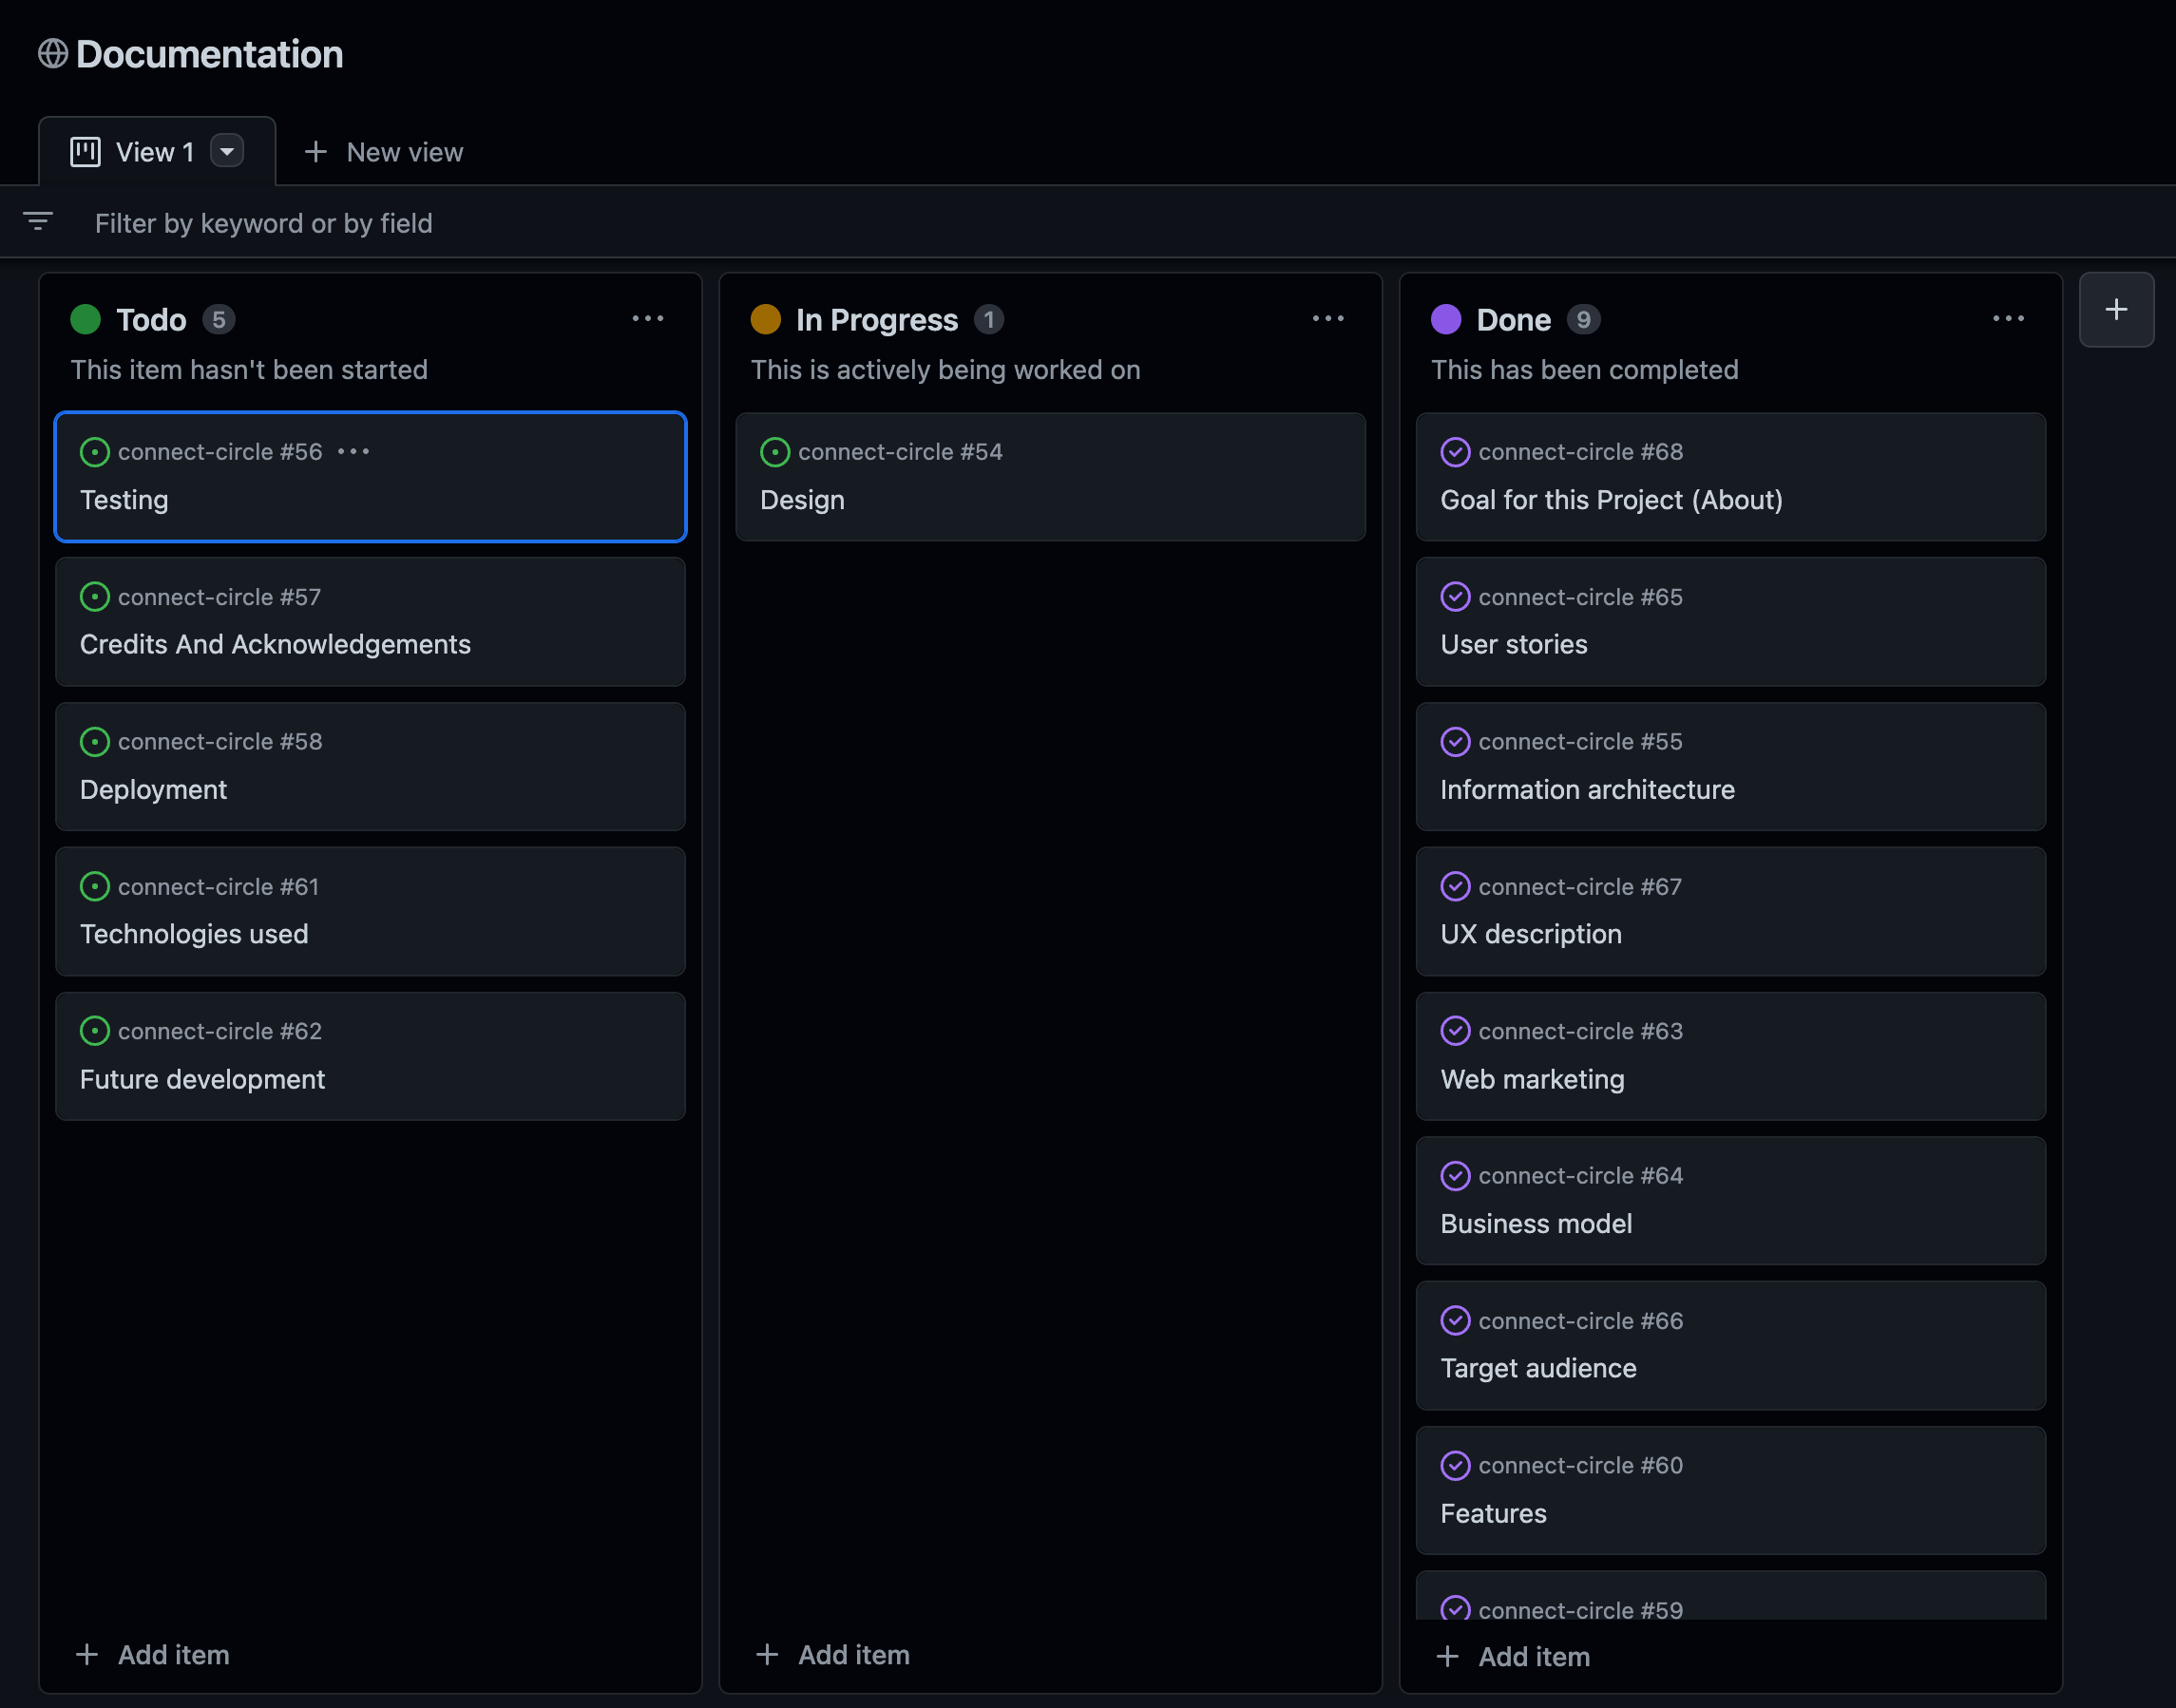 Documentation
View 1
New view
Filter by keyword or by field
Todo 5
This item hasn't been started
connect-circle #56
Testing
connect-circle #57
Credits And Acknowledgements
connect-circle #58
Deployment
connect-circle #61
Technologies used
connect-circle #62
Future development
Add item
In Progress 1
This is actively being worked on
connect-circle #54
Design
Add item
Done 9
This has been completed
connect-circle #68
Goal for this Project (About)
connect-circle #65
User stories
connect-circle #55
Information architecture
connect-circle #67
UX description
connect-circle #63
Web marketing
connect-circle #64
Business model
connect-circle #66
Target audience
connect-circle #60
Features
connect-circle #59
Add item